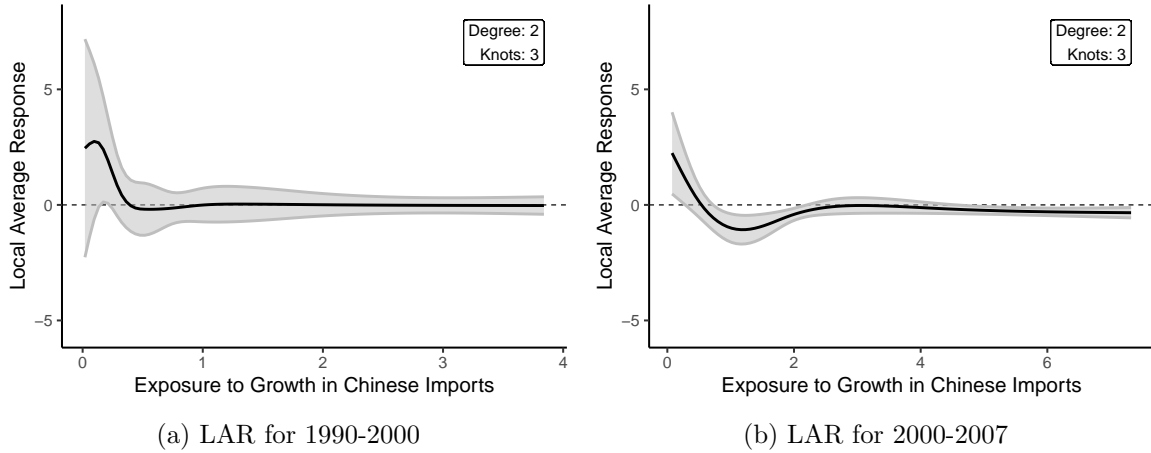 Local Average Response
5
0
−5
Degree: 2
Knots: 3
0
1
2
3
4
Exposure to Growth in Chinese Imports
(a) LAR for 1990-2000
Local Average Response
5
0
−5
Degree: 2
Knots: 3
0
2
4
6
Exposure to Growth in Chinese Imports
(b) LAR for 2000-2007